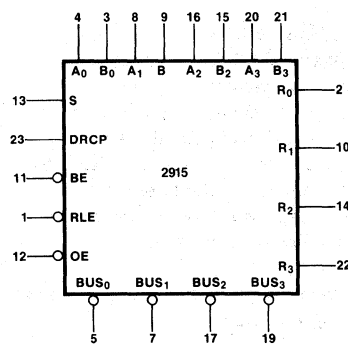 4 3 8 9 16 15 20 21
A0 B0 A1 B A2 B2 A3 B3
R0 2
13 S
23 DRCP
R1 10
2915
11 BE
1 RLE
R2 14
12 OE
R3 22
BUS0 BUS1 BUS2 BUS3
5 7 17 19